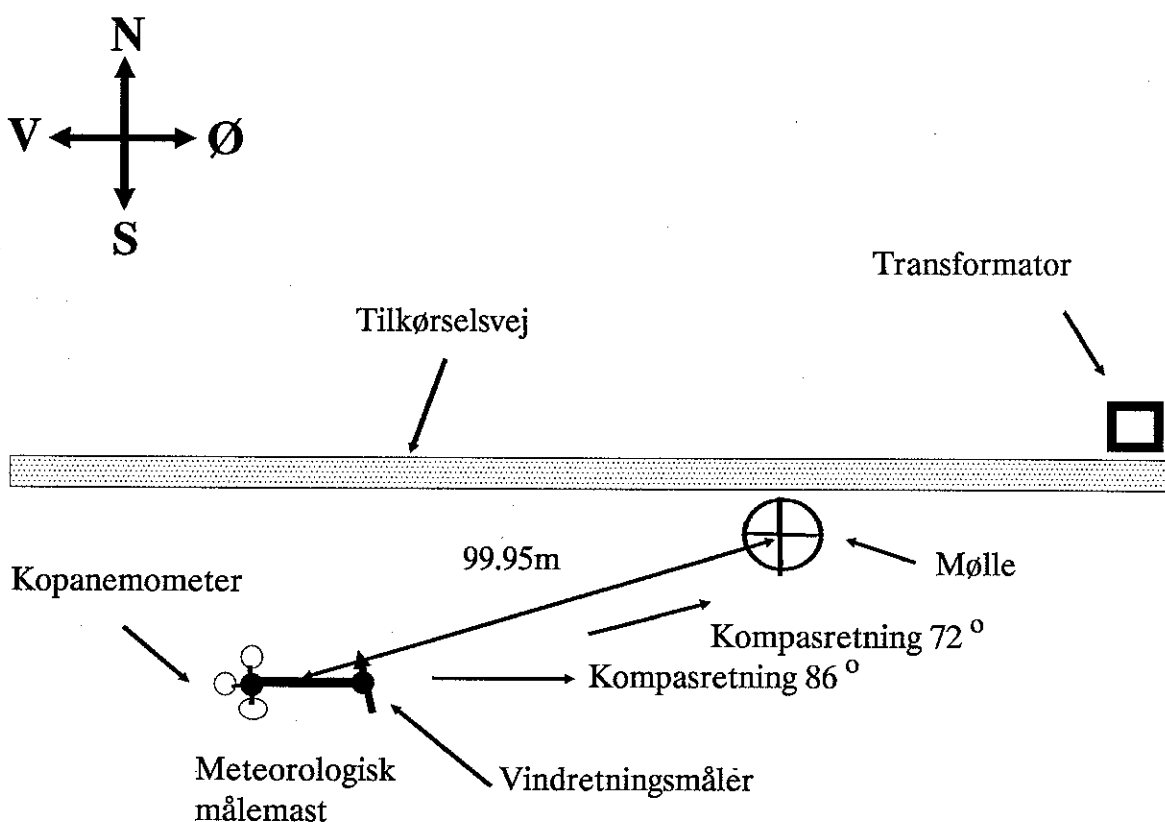 N
V
Ø
S
Transformator
Tilkørselsvej
99.95m
Mølle
Kopanemometer
Kompasretning 72 o
Kompasretning 86 o
Meteorologisk
målemast
Vindretningsmåler